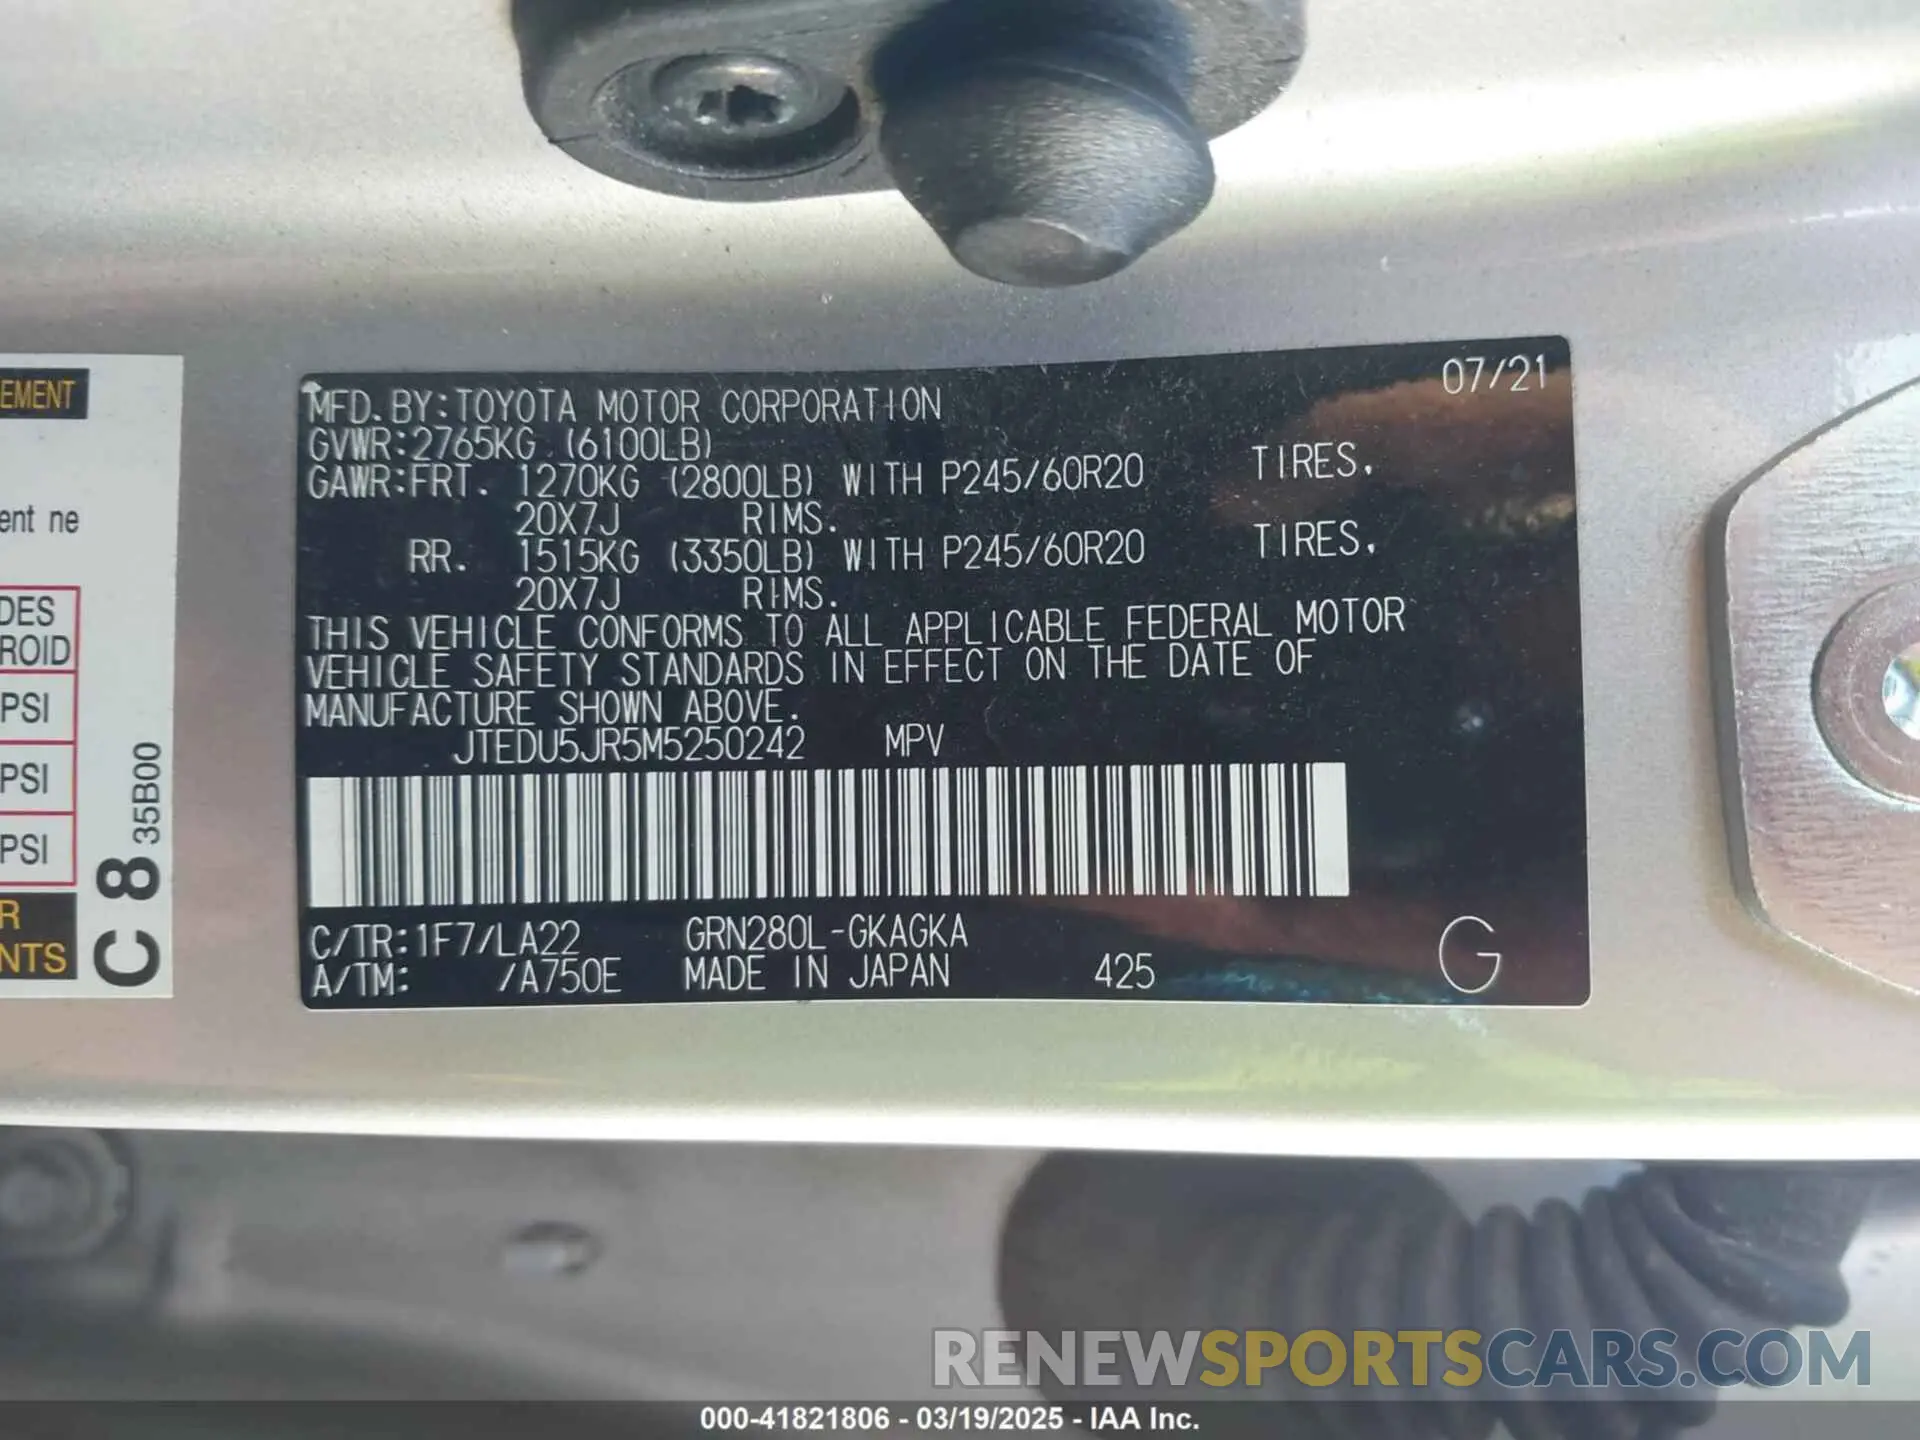 EMENT
ent ne
DES
ROID
PSI
PSI
PSI
R
NTS
C 8 35B00
07/21
MFD. BY: TOYOTA MOTOR CORPORATION
GVWR: 2765KG (6100LB)
GAWR: FRT. 1270KG (2800LB) WITH P245/60R20 TIRES,
20X7J RIMS.
RR. 1515KG (3350LB) WITH P245/60R20 TIRES,
20X7J RIMS.
THIS VEHICLE CONFORMS TO ALL APPLICABLE FEDERAL MOTOR
VEHICLE SAFETY STANDARDS IN EFFECT ON THE DATE OF
MANUFACTURE SHOWN ABOVE.
JTEDU5JR5M5250242 MPV
C/TR: 1F7/LA22 GRN280L-GKAGKA
A/TM: /A750E MADE IN JAPAN 425 G
RENEWSPORTSCARS.COM
000-41821806 - 03/19/2025 - IAA Inc.